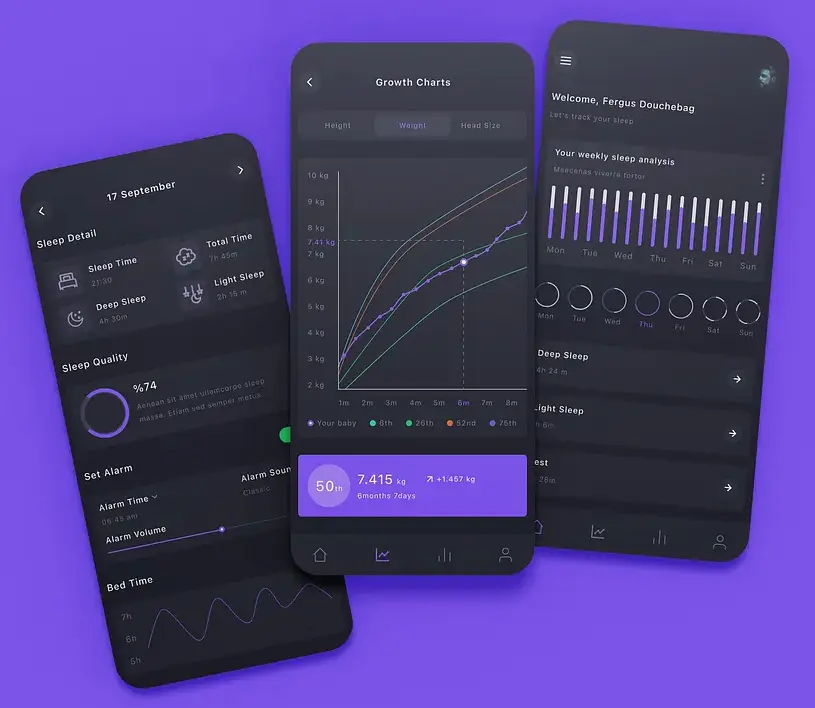 17 September
Sleep Detail
Sleep Time
21:30
Total Time
7h 45m
Deep Sleep
4h 30m
Light Sleep
2h 15 m
Sleep Quality
%74
Aenean sit amet ullamcorpe sleep
massa. Etiam sed semper metus.
Set Alarm
Alarm Time
06:45 am
Alarm Soun
Classic
Alarm Volume
Bed Time
7h
6h
5h
Growth Charts
Height
Weight
Head Size
10 kg
9 kg
8 kg
7.41 kg
7 kg
6 kg
5 kg
4 kg
3 kg
2 kg
1m 2m 3m 4m 5m 6m 7m 8m
Your baby
6th
26th
52nd
75th
50th
7.415 kg
+1.457 kg
6months 7days
Welcome, Fergus Douchebag
Let's track your sleep
Your weekly sleep analysis
Maecenas viverra tortor
Mon Tue Wed Thu Fri Sat Sun
Mon Tue Wed Thu Fri Sat Sun
Deep Sleep
4h 24 m
Light Sleep
h 6m
est
26m